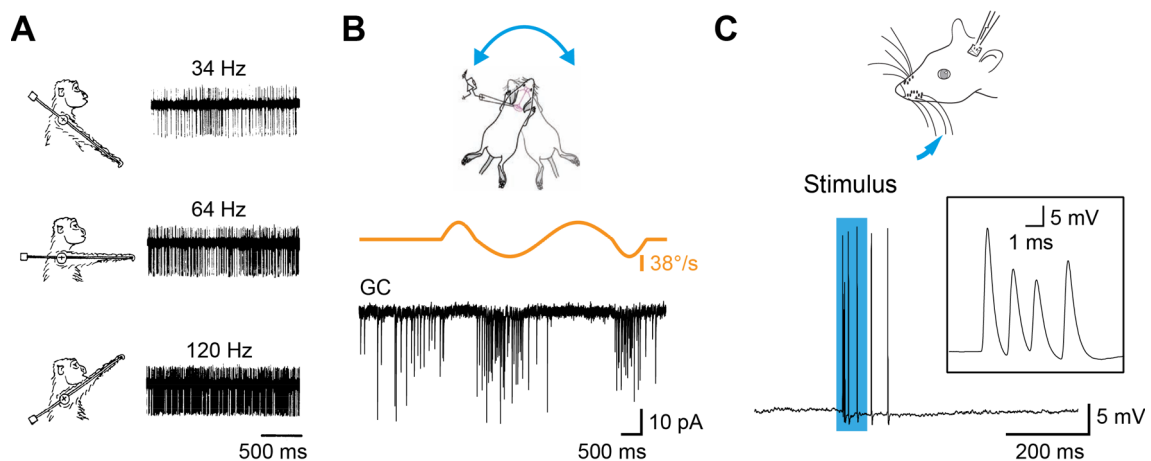 A
34 Hz
64 Hz
120 Hz
500 ms
B
38°/s
GC
10 pA
500 ms
C
Stimulus
5 mV
1 ms
5 mV
200 ms